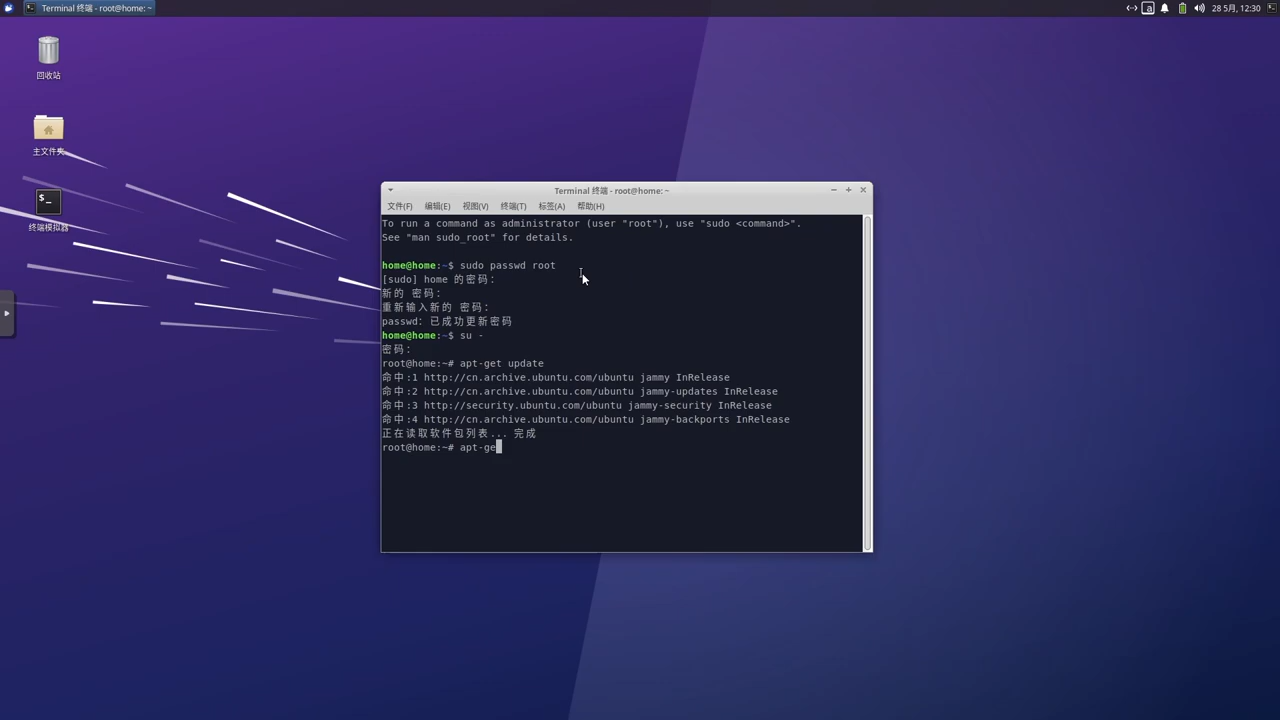 Terminal 终端 - root@home: ~
a
28 5月, 12:30
回收站
主文件夹
$_
终端模拟器
Terminal 终端 - root@home: ~
文件(F) 编辑(E) 视图(V) 终端(T) 标签(A) 帮助(H)
To run a command as administrator (user "root"), use "sudo <command>".
See "man sudo_root" for details.
home@home:~$ sudo passwd root
[sudo] home 的密码：
新的 密码：
重新输入新的 密码：
passwd：已成功更新密码
home@home:~$ su -
密码：
root@home:~# apt-get update
命中:1 http://cn.archive.ubuntu.com/ubuntu jammy InRelease
命中:2 http://cn.archive.ubuntu.com/ubuntu jammy-updates InRelease
命中:3 http://security.ubuntu.com/ubuntu jammy-security InRelease
命中:4 http://cn.archive.ubuntu.com/ubuntu jammy-backports InRelease
正在读取软件包列表... 完成
root@home:~# apt-ge